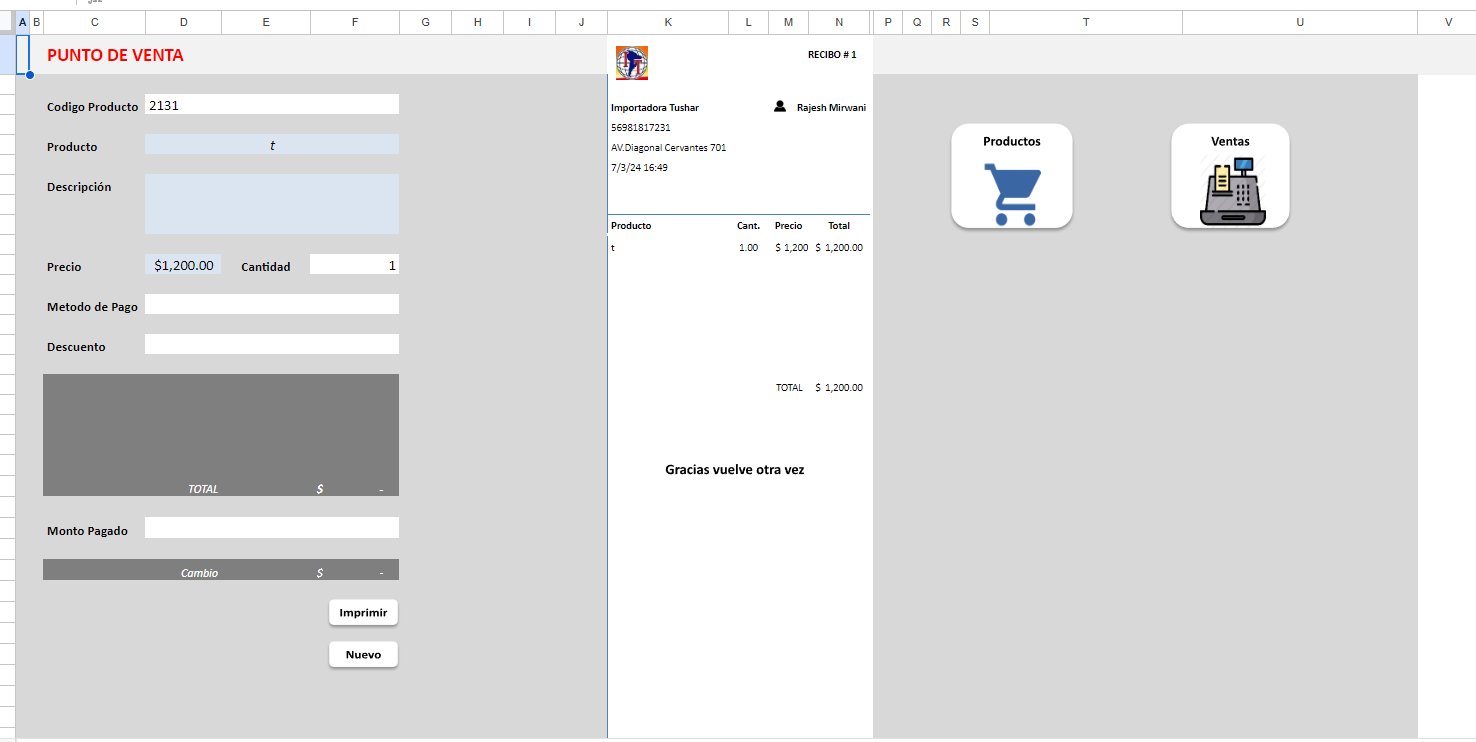 A B C D E F G H I J K L M N P Q R S T U V
PUNTO DE VENTA
Codigo Producto 2131
Producto t
Descripción
Precio $1,200.00 Cantidad 1
Metodo de Pago
Descuento
TOTAL $ -
Monto Pagado
Cambio $ -
Imprimir
Nuevo
RECIBO # 1
Importadora Tushar Rajesh Mirwani
56981817231
AV.Diagonal Cervantes 701
7/3/24 16:49
Producto Cant. Precio Total
t 1.00 $ 1,200 $ 1,200.00
TOTAL $ 1,200.00
Gracias vuelve otra vez
Productos
Ventas